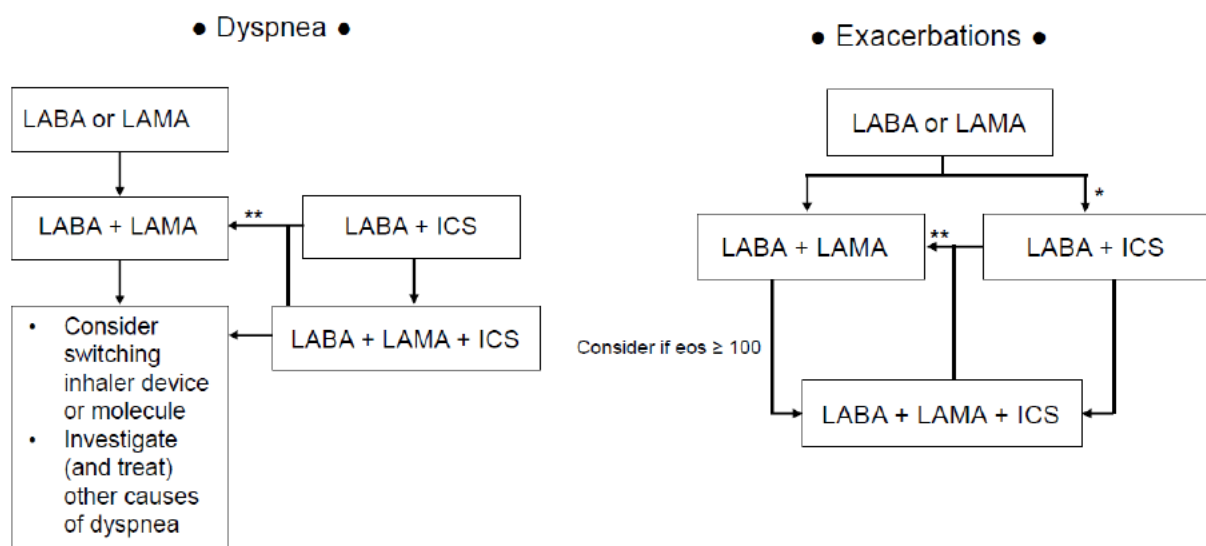 ● Dyspnea ●
LABA or LAMA
LABA + LAMA
**
LABA + ICS
• Consider
switching
inhaler device
or molecule
• Investigate
(and treat)
other causes
of dyspnea
LABA + LAMA + ICS
● Exacerbations ●
LABA or LAMA
*
LABA + LAMA
**
LABA + ICS
Consider if eos ≥ 100
LABA + LAMA + ICS